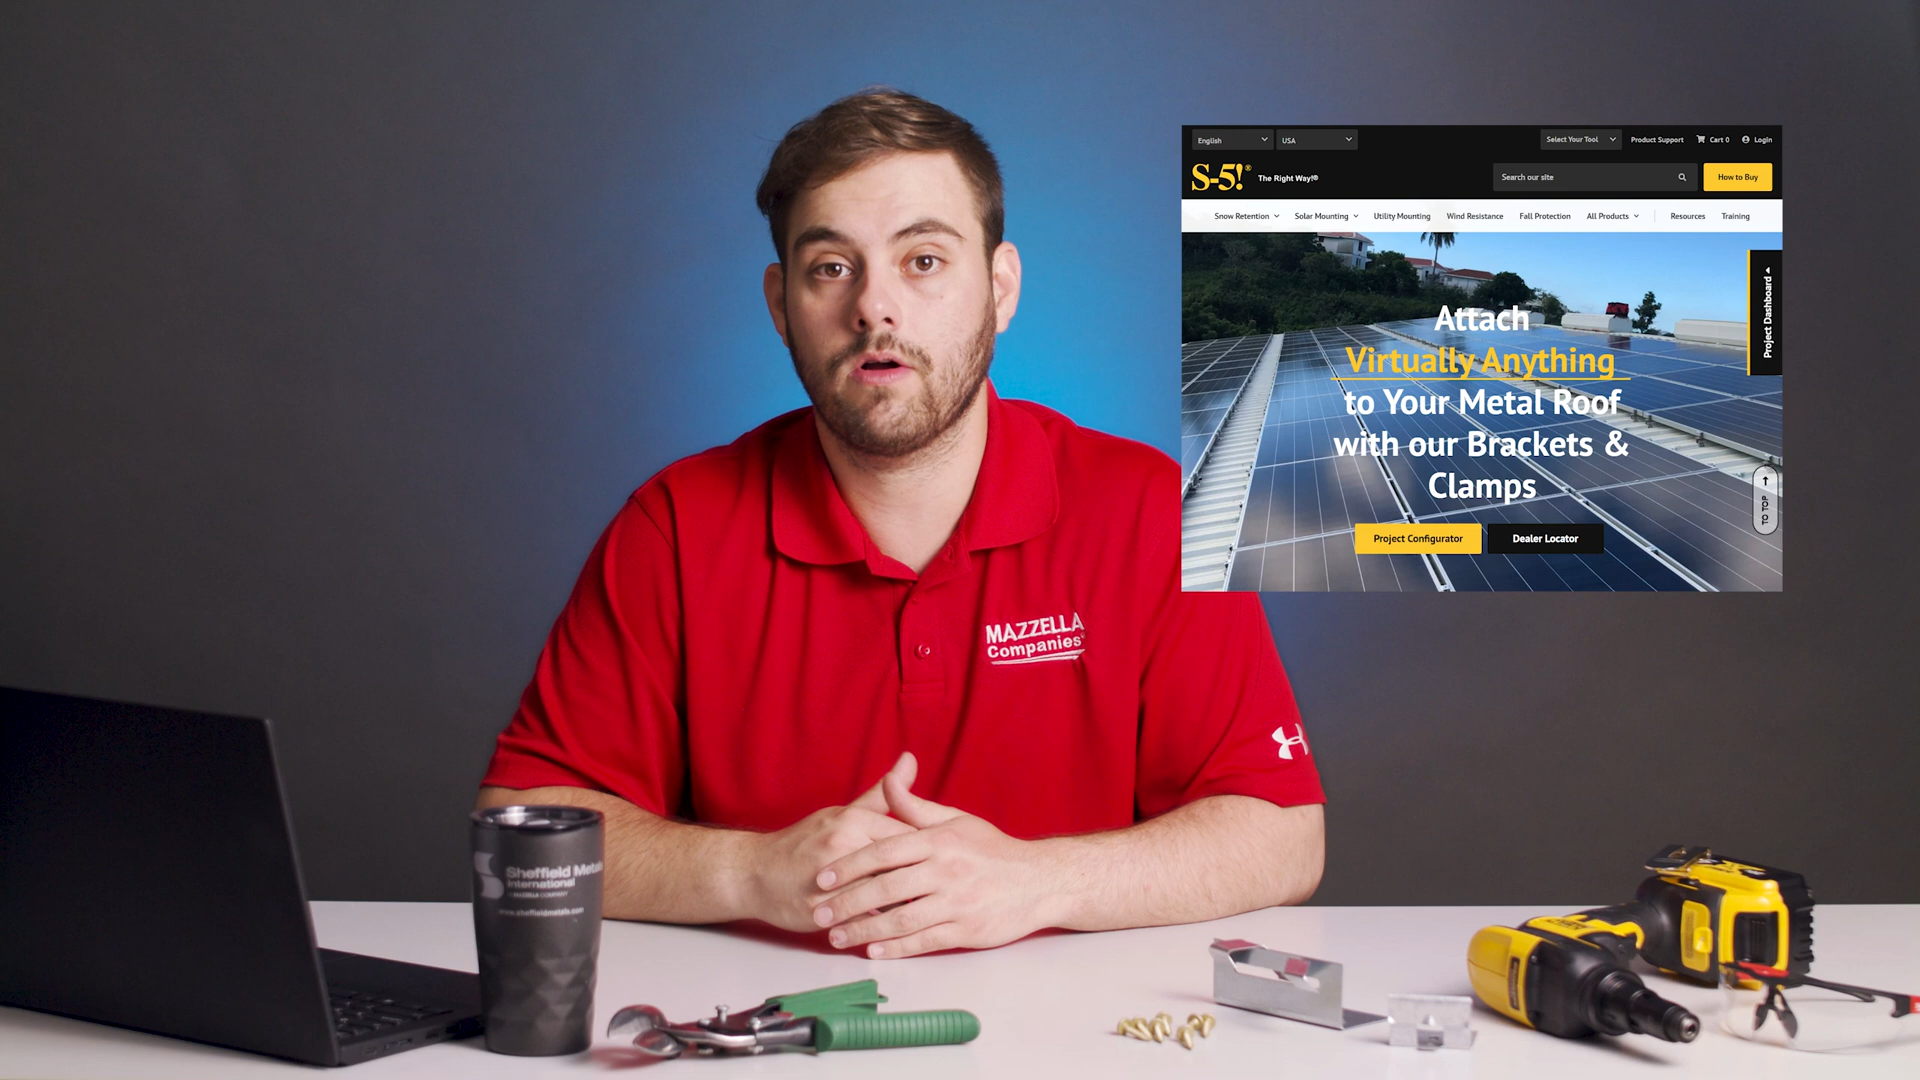 English
USA
Select Your Tool
Product Support
Cart 0
Login
S-5!®
The Right Way!®
Search our site
How to Buy
Snow Retention
Solar Mounting
Utility Mounting
Wind Resistance
Fall Protection
All Products
Resources
Training
Attach
Virtually Anything
to Your Metal Roof
with our Brackets &
Clamps
Project Configurator
Dealer Locator
Project Dashboard
TO TOP
MAZZELLA
Companies
Sheffield Metals
International
www.sheffieldmetals.com